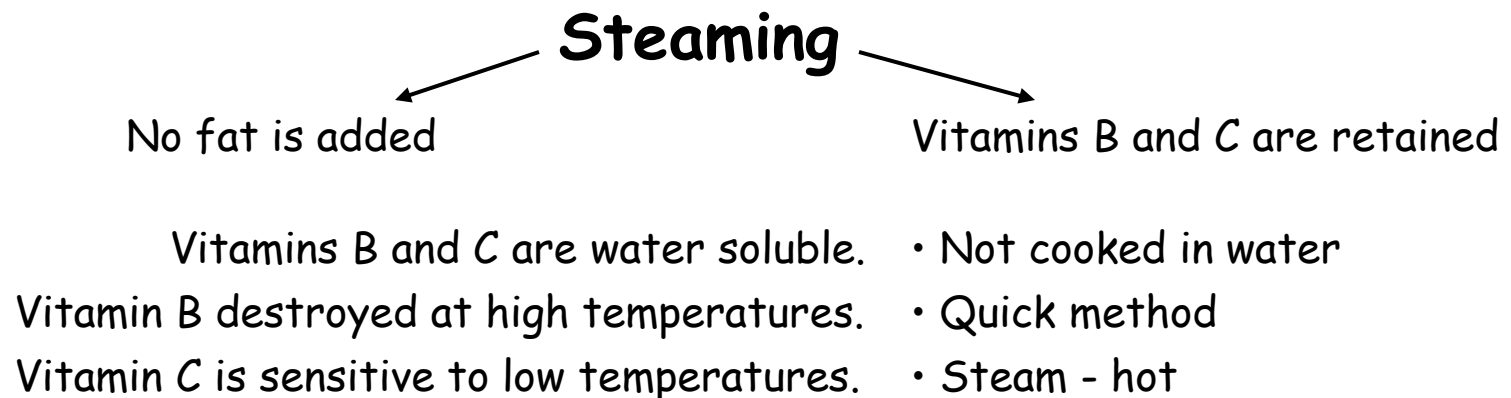 Steaming
No fat is added
Vitamins B and C are retained
Vitamins B and C are water soluble. • Not cooked in water
Vitamin B destroyed at high temperatures. • Quick method
Vitamin C is sensitive to low temperatures. • Steam - hot